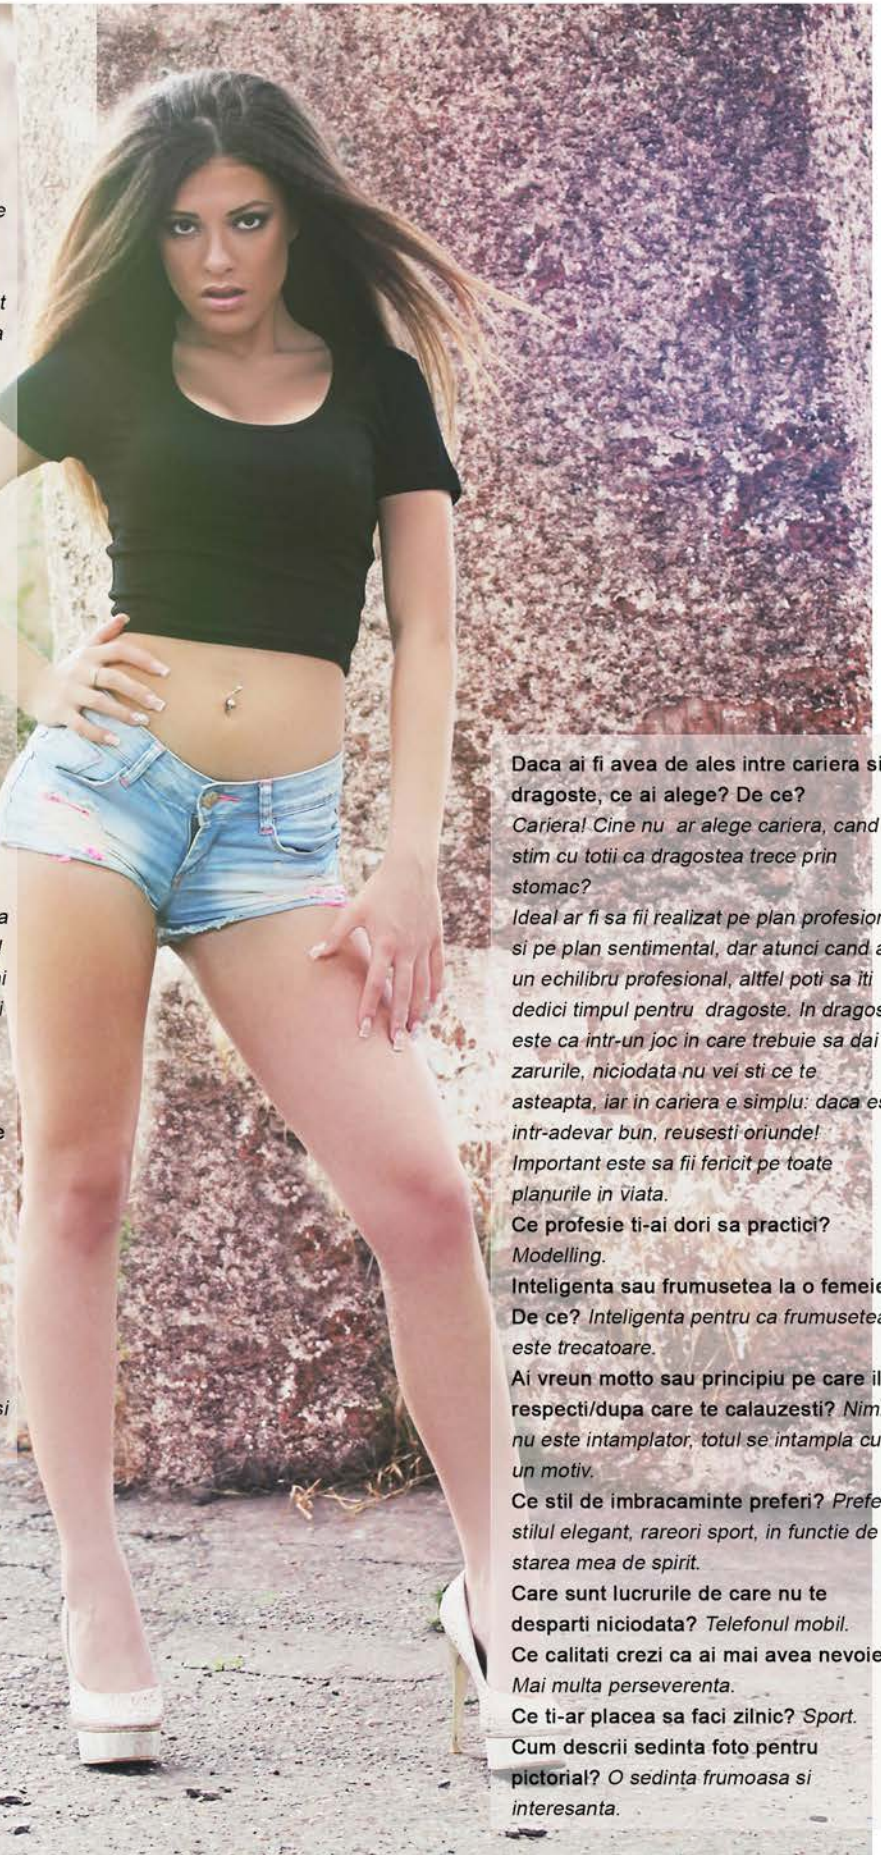 e
t
a
a
l
ni
i
e
si
Daca ai fi avea de ales intre cariera si
dragoste, ce ai alege? De ce?
Cariera! Cine nu ar alege cariera, cand
stim cu totii ca dragostea trece prin
stomac?
Ideal ar fi sa fii realizat pe plan profesion
si pe plan sentimental, dar atunci cand a
un echilibru profesional, altfel poti sa iti
dedici timpul pentru dragoste. In dragos
este ca intr-un joc in care trebuie sa dai
zarurile, niciodata nu vei sti ce te
asteapta, iar in cariera e simplu: daca es
intr-adevar bun, reusesti oriunde!
Important este sa fii fericit pe toate
planurile in viata.
Ce profesie ti-ai dori sa practici?
Modelling.
Inteligenta sau frumusetea la o femeie
De ce? Inteligenta pentru ca frumusetea
este trecatoare.
Ai vreun motto sau principiu pe care il
respecti/dupa care te calauzesti? Nim
nu este intamplator, totul se intampla cu
un motiv.
Ce stil de imbracaminte preferi? Prefe
stilul elegant, rareori sport, in functie de
starea mea de spirit.
Care sunt lucrurile de care nu te
desparti niciodata? Telefonul mobil.
Ce calitati crezi ca ai mai avea nevoie
Mai multa perseverenta.
Ce ti-ar placea sa faci zilnic? Sport.
Cum descrii sedinta foto pentru
pictorial? O sedinta frumoasa si
interesanta.